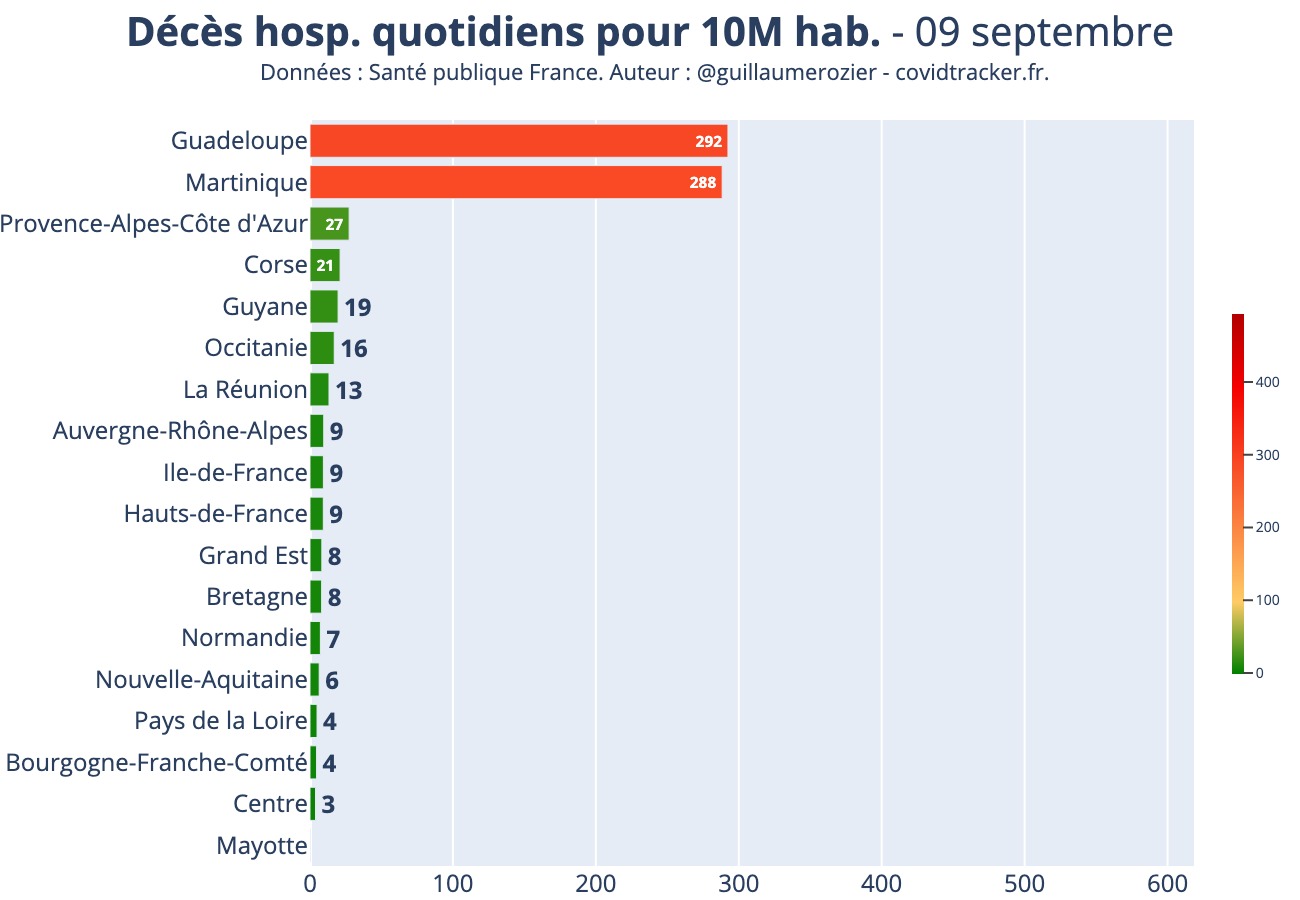 Décès hosp. quotidiens pour 10M hab. - 09 septembre
Données : Santé publique France. Auteur : @guillaumerozier - covidtracker.fr.
Guadeloupe 292
Martinique 288
Provence-Alpes-Côte d'Azur 27
Corse 21
Guyane 19
Occitanie 16
La Réunion 13
Auvergne-Rhône-Alpes 9
Ile-de-France 9
Hauts-de-France 9
Grand Est 8
Bretagne 8
Normandie 7
Nouvelle-Aquitaine 6
Pays de la Loire 4
Bourgogne-Franche-Comté 4
Centre 3
Mayotte
0 100 200 300 400 500 600
400
300
200
100
0